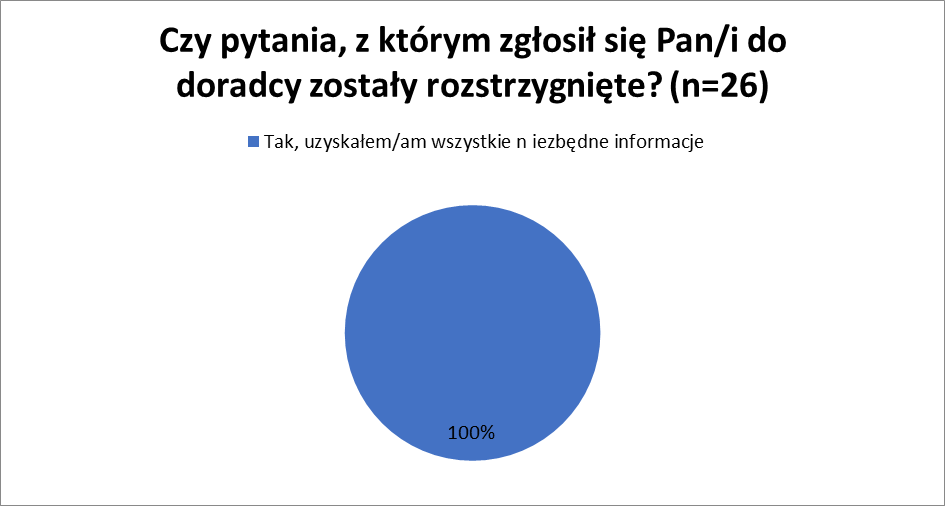 Czy pytania, z którym zgłosił się Pan/i do
doradcy zostały rozstrzygnięte? (n=26)
Tak, uzyskałem/am wszystkie n iezbędne informacje
100%